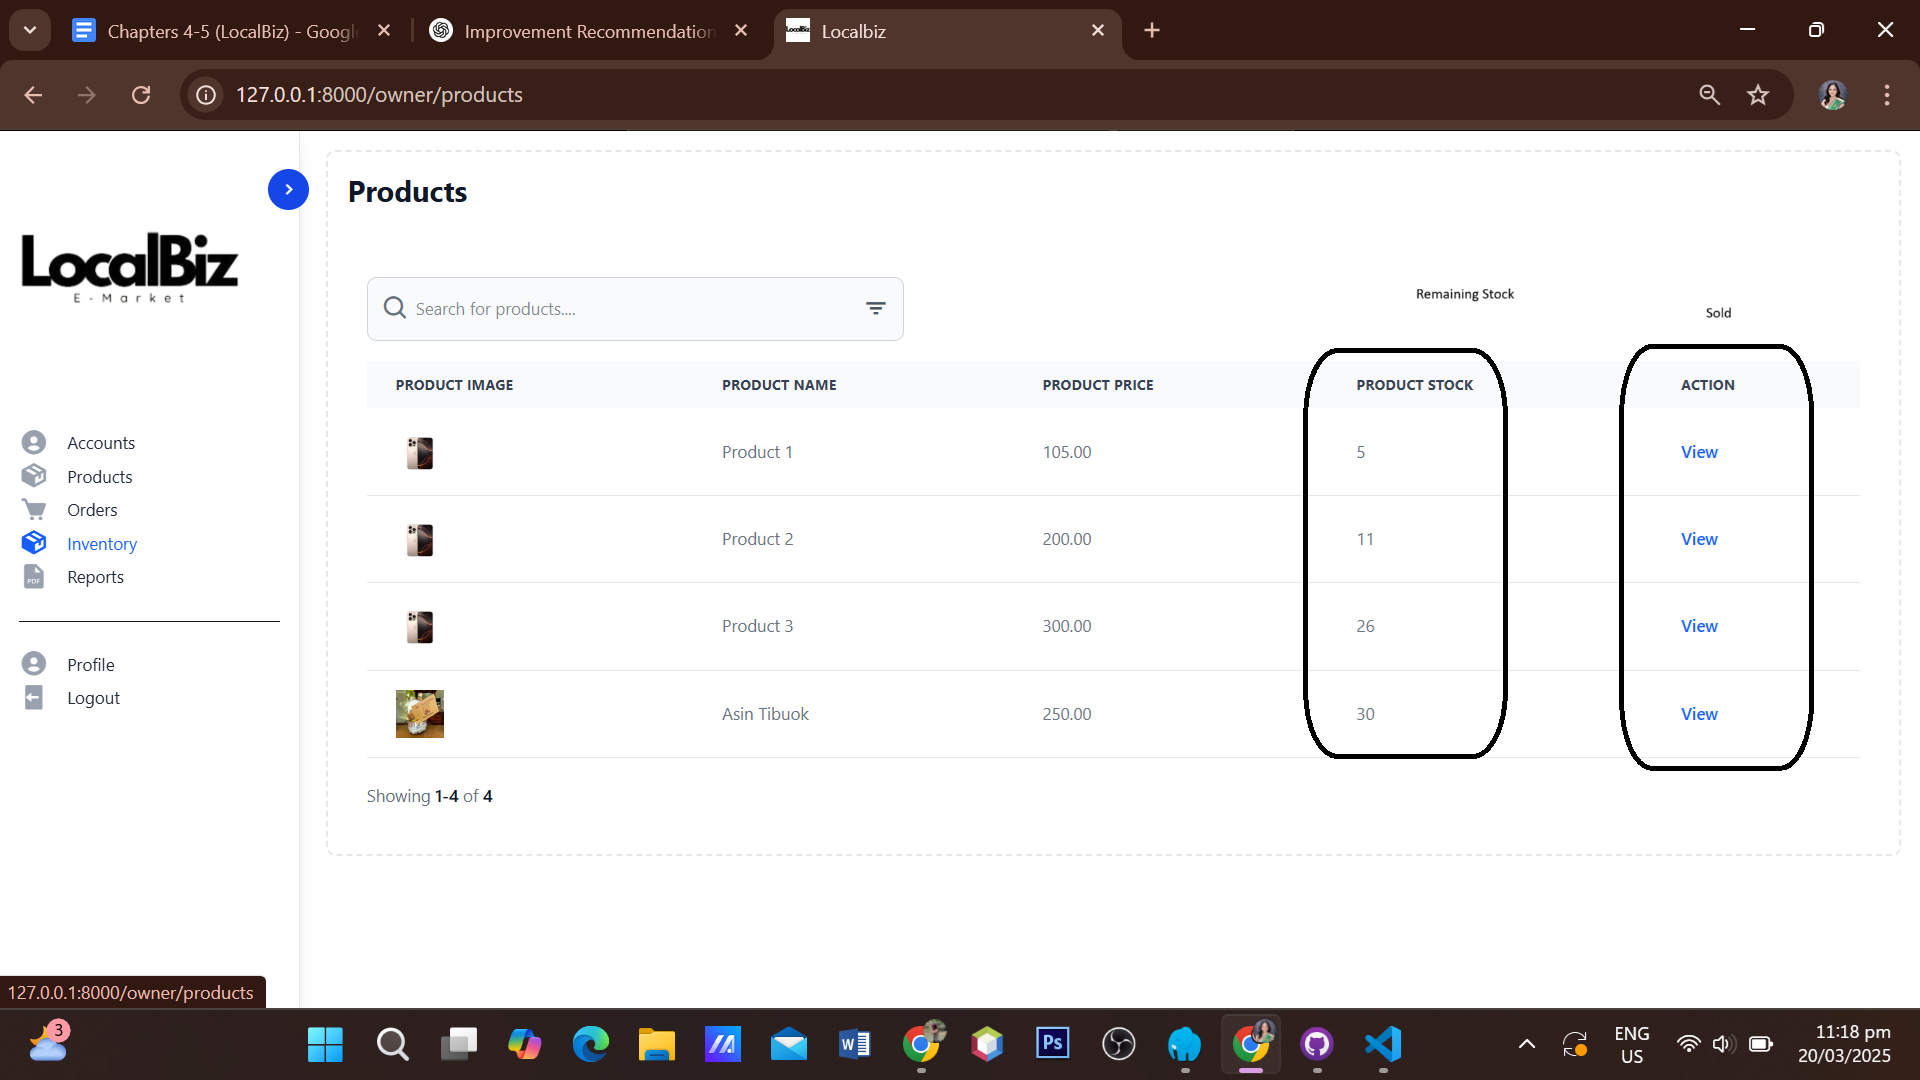 Chapters 4-5 (LocalBiz) - Googl
Improvement Recommendation
Localbiz
127.0.0.1:8000/owner/products
LocalBiz
E-Market
Accounts
Products
Orders
Inventory
PDF
Reports
Profile
Logout
Products
Search for products....
Remaining Stock
Sold
PRODUCT IMAGE PRODUCT NAME PRODUCT PRICE PRODUCT STOCK ACTION
Product 1 105.00 5 View
Product 2 200.00 11 View
Product 3 300.00 26 View
Asin Tibuok 250.00 30 View
Showing 1-4 of 4
127.0.0.1:8000/owner/products
3
W
Ps
ENG
US
11:18 pm
20/03/2025